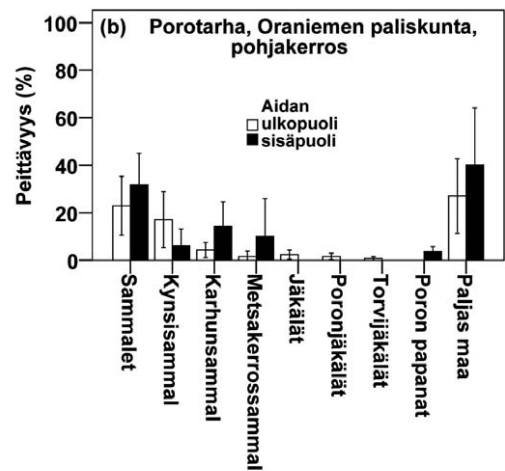 (b) Porotarha, Oraniemen paliskunta,
pohjakerros
Peittävyys (%)
100
80
60
40
20
0
Aidan
ulkopuoli
sisäpuoli
Sammalet
Kynsisammal
Karhunsammal
Metsakerrossammal
Jäkälät
Poronjäkälät
Torvijäkälät
Poron papanat
Paljas maa